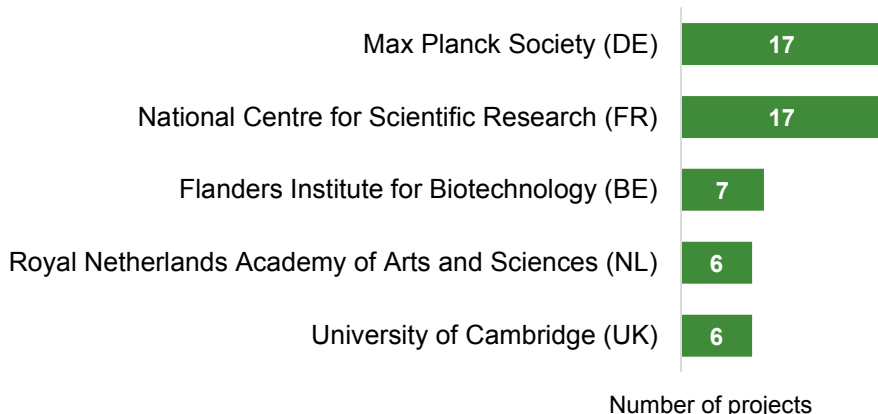 Max Planck Society (DE) 17
National Centre for Scientific Research (FR) 17
Flanders Institute for Biotechnology (BE) 7
Royal Netherlands Academy of Arts and Sciences (NL) 6
University of Cambridge (UK) 6
Number of projects